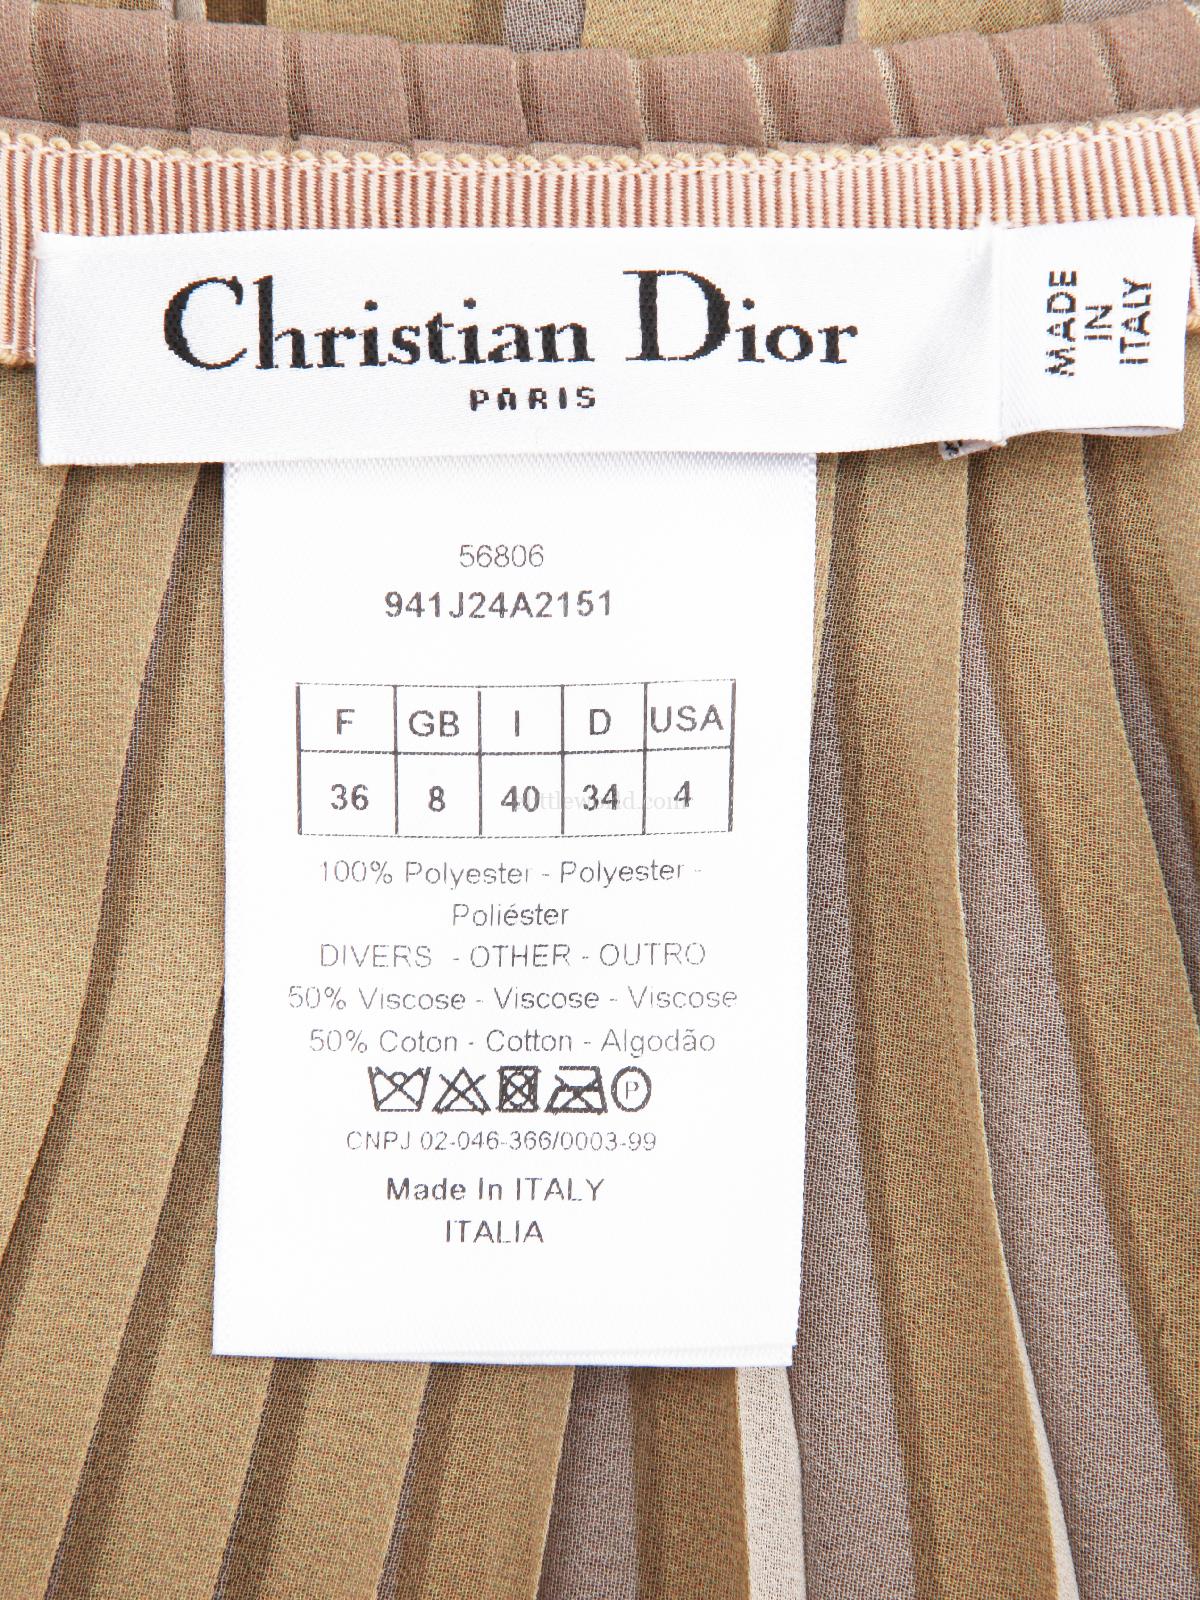 Christian Dior
PARIS
MADE
IN
ITALY
56806
941J24A2151
F GB I D USA
36 8 40 34 4
100% Polyester - Polyester -
Poliéster
DIVERS - OTHER - OUTRO
50% Viscose - Viscose - Viscose
50% Coton - Cotton - Algodão
P
CNPJ 02-046-366/0003-99
Made In ITALY
ITALIA